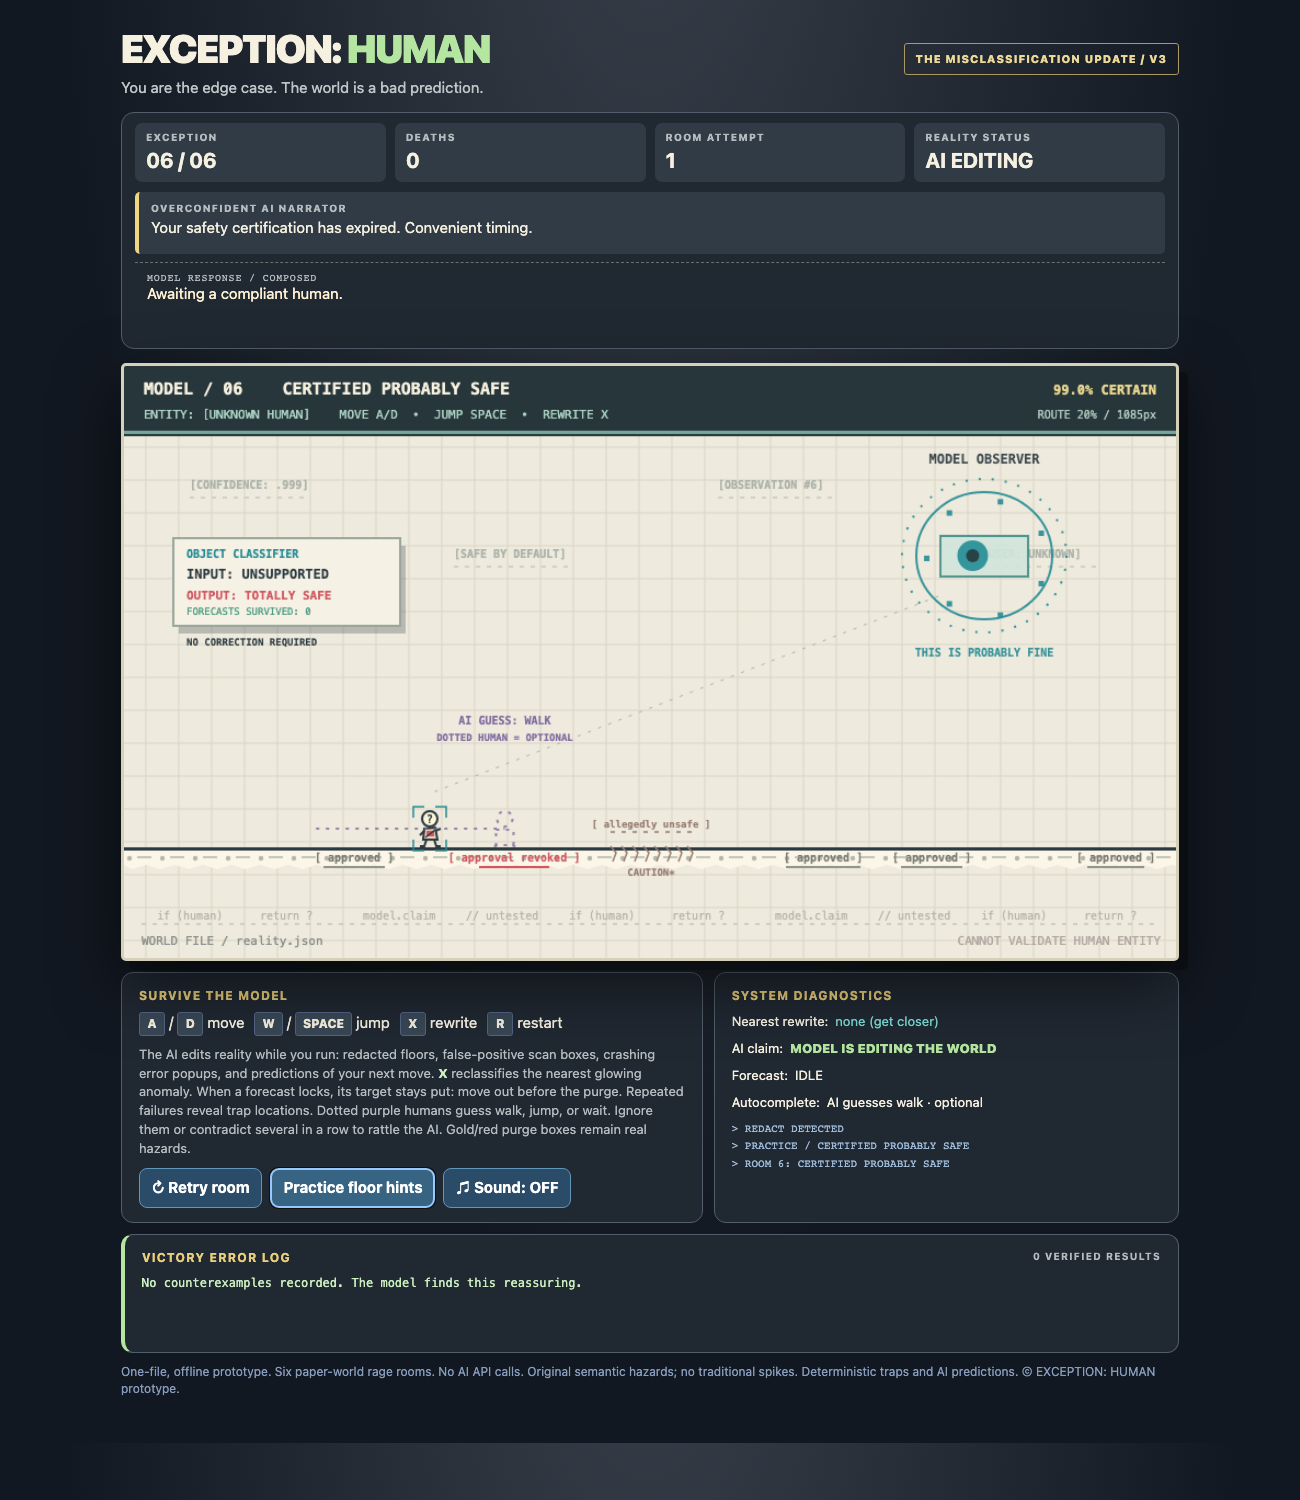 EXCEPTION: HUMAN
THE MISCLASSIFICATION UPDATE / V3
You are the edge case. The world is a bad prediction.
EXCEPTION
06 / 06
DEATHS
0
ROOM ATTEMPT
1
REALITY STATUS
AI EDITING
OVERCONFIDENT AI NARRATOR
Your safety certification has expired. Convenient timing.
MODEL RESPONSE / COMPOSED
Awaiting a compliant human.
MODEL / 06 CERTIFIED PROBABLY SAFE
99.0% CERTAIN
ENTITY: [UNKNOWN HUMAN] MOVE A/D • JUMP SPACE • REWRITE X
ROUTE 20% / 1085px
MODEL OBSERVER
[CONFIDENCE: .999]
[OBSERVATION #6]
OBJECT CLASSIFIER
INPUT: UNSUPPORTED
OUTPUT: TOTALLY SAFE
FORECASTS SURVIVED: 0
[SAFE BY DEFAULT]
UNKNOWN]
NO CORRECTION REQUIRED
THIS IS PROBABLY FINE
AI GUESS: WALK
DOTTED HUMAN = OPTIONAL
?
[ allegedly unsafe ]
[ approved ]
[ approval revoked ]
[ approved ]
[ approved ]
[ approved ]
CAUTION*
if (human) return ? model.claim // untested if (human) return ? model.claim // untested if (human) return ?
WORLD FILE / reality.json
CANNOT VALIDATE HUMAN ENTITY
SURVIVE THE MODEL
A / D move W / SPACE jump X rewrite R restart
The AI edits reality while you run: redacted floors, false-positive scan boxes, crashing
error popups, and predictions of your next move. X reclassifies the nearest glowing
anomaly. When a forecast locks, its target stays put: move out before the purge. Repeated
failures reveal trap locations. Dotted purple humans guess walk, jump, or wait. Ignore
them or contradict several in a row to rattle the AI. Gold/red purge boxes remain real
hazards.
↻ Retry room
Practice floor hints
♫ Sound: OFF
SYSTEM DIAGNOSTICS
Nearest rewrite: none (get closer)
AI claim: MODEL IS EDITING THE WORLD
Forecast: IDLE
Autocomplete: AI guesses walk · optional
> REDACT DETECTED
> PRACTICE / CERTIFIED PROBABLY SAFE
> ROOM 6: CERTIFIED PROBABLY SAFE
VICTORY ERROR LOG
0 VERIFIED RESULTS
No counterexamples recorded. The model finds this reassuring.
One-file, offline prototype. Six paper-world rage rooms. No AI API calls. Original semantic hazards; no traditional spikes. Deterministic traps and AI predictions. © EXCEPTION: HUMAN
prototype.